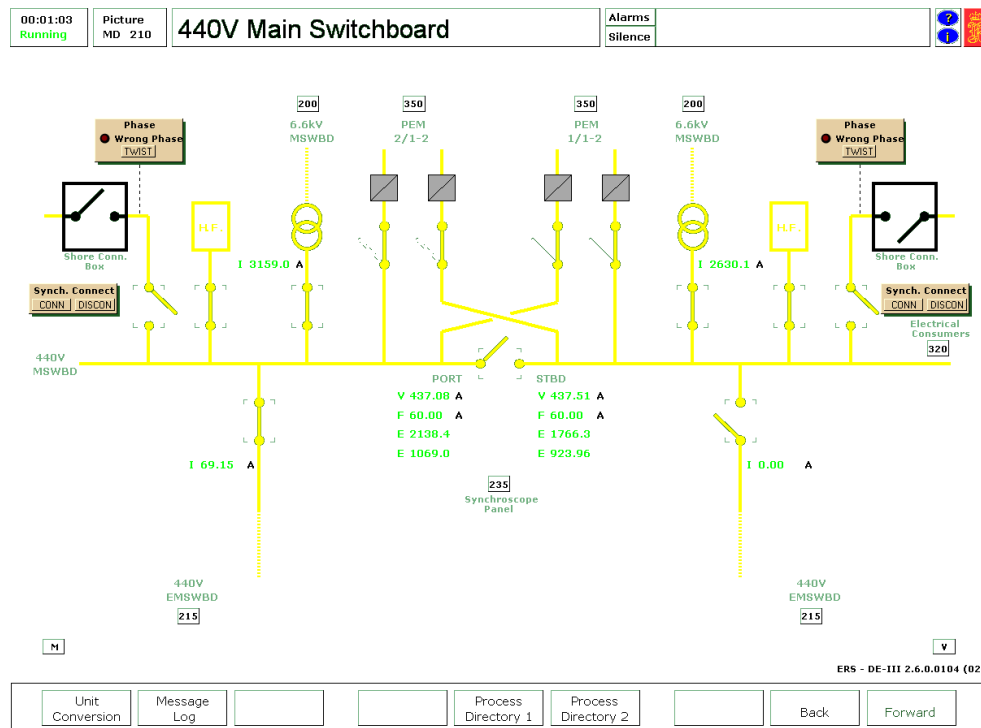 00:01:03
Running
Picture
MD 210
440V Main Switchboard
Alarms
Silence
?
i
200
350
350
200
6.6kV
MSWBD
PEM
2/1-2
PEM
1/1-2
6.6kV
MSWBD
Phase
Wrong Phase
TWIST
Phase
Wrong Phase
TWIST
H.F.
H.F.
Shore Conn.
Box
Shore Conn.
Box
I 3159.0 A
I 2630.1 A
Synch. Connect
CONN DISCON
Synch. Connect
CONN DISCON
Electrical
Consumers
320
440V
MSWBD
PORT
STBD
V 437.08 A
V 437.51 A
F 60.00 A
F 60.00 A
E 2138.4
E 1766.3
E 1069.0
E 923.96
I 69.15 A
I 0.00 A
235
Synchroscope
Panel
440V
EMSWBD
215
440V
EMSWBD
215
M
V
ERS - DE-III 2.6.0.0104 (02
Unit
Conversion
Message
Log
Process
Directory 1
Process
Directory 2
Back
Forward